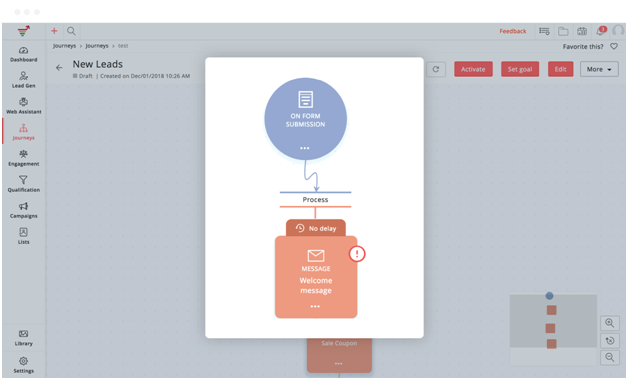 Feedback
3
Journeys › Journeys › test
Favorite this?
New Leads
Draft | Created on Dec/01/2018 10:26 AM
Activate
Set goal
Edit
More
Dashboard
Lead Gen
Web Assistant
Journeys
Engagement
Qualification
Campaigns
Lists
Library
Settings
ON FORM
SUBMISSION
Process
No delay
MESSAGE
Welcome
message
Sale Coupon